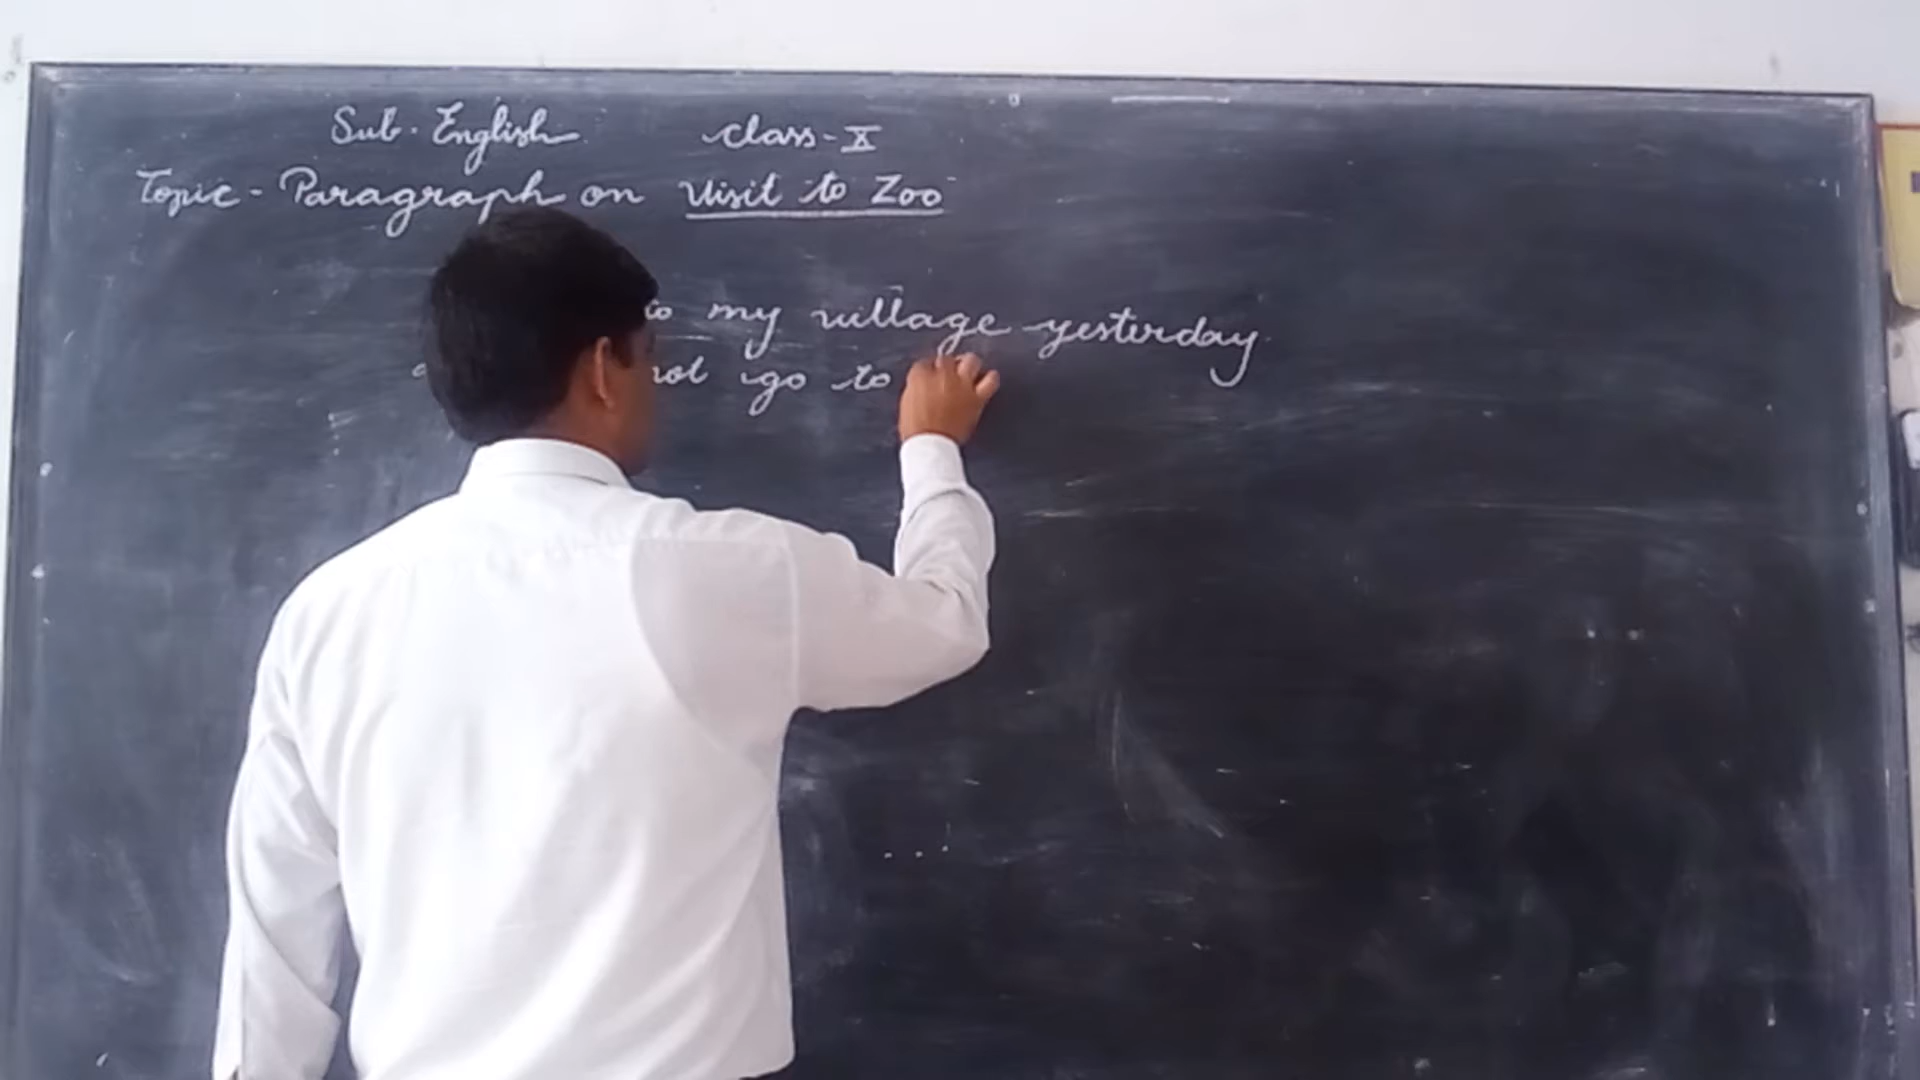 Sub. English class-X
Topic - Paragraph on Visit to Zoo
to my village yesterday
not go to